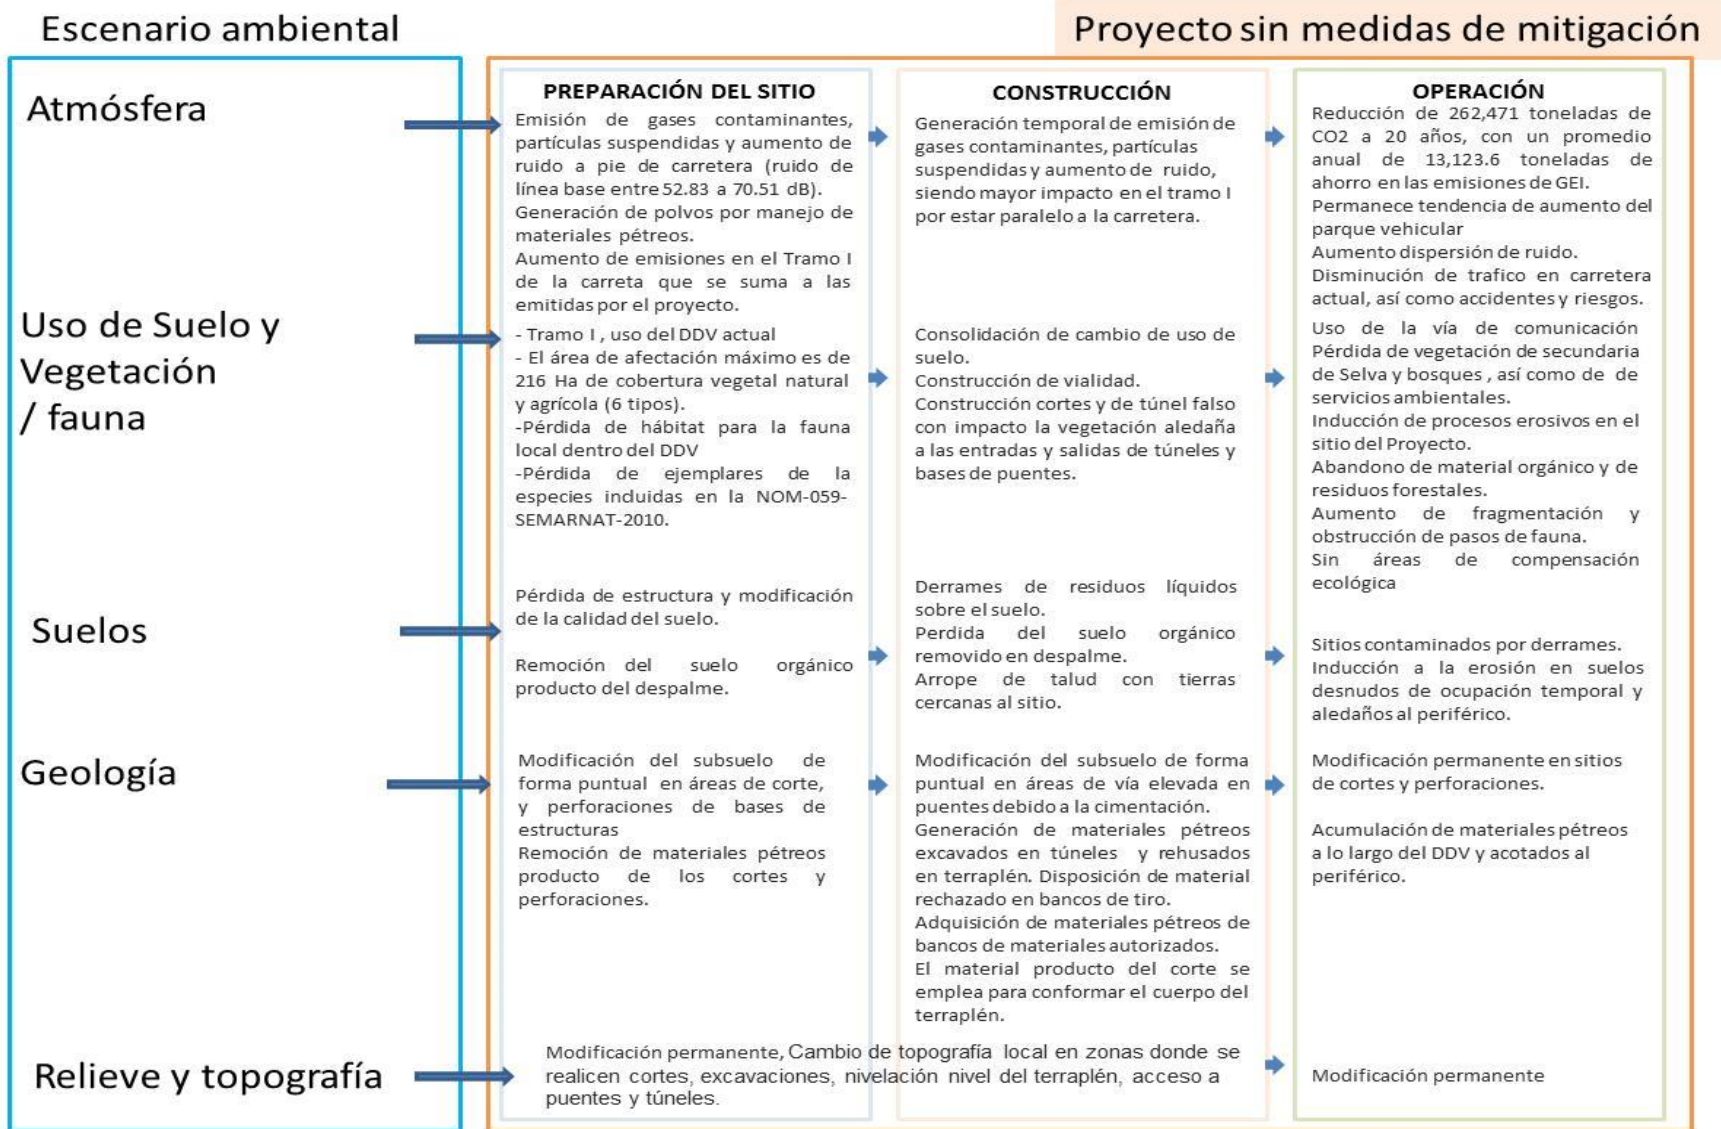 Escenario ambiental
Proyecto sin medidas de mitigación
Atmósfera
PREPARACIÓN DEL SITIO
Emisión de gases contaminantes,
partículas suspendidas y aumento de
ruido a pie de carretera (ruido de
línea base entre 52.83 a 70.51 dB).
Generación de polvos por manejo de
materiales pétreos.
Aumento de emisiones en el Tramo I
de la carreta que se suma a las
emitidas por el proyecto.
CONSTRUCCIÓN
Generación temporal de emisión de
gases contaminantes, partículas
suspendidas y aumento de ruido,
siendo mayor impacto en el tramo I
por estar paralelo a la carretera.
OPERACIÓN
Reducción de 262,471 toneladas de
CO2 a 20 años, con un promedio
anual de 13,123.6 toneladas de
ahorro en las emisiones de GEI.
Permanece tendencia de aumento del
parque vehicular
Aumento dispersión de ruido.
Disminución de trafico en carretera
actual, así como accidentes y riesgos.
Uso de Suelo y
Vegetación
/ fauna
- Tramo I , uso del DDV actual
- El área de afectación máximo es de
216 Ha de cobertura vegetal natural
y agrícola (6 tipos).
-Pérdida de hábitat para la fauna
local dentro del DDV
-Pérdida de ejemplares de la
especies incluidas en la NOM-059-
SEMARNAT-2010.
Consolidación de cambio de uso de
suelo.
Construcción de vialidad.
Construcción cortes y de túnel falso
con impacto la vegetación aledaña
a las entradas y salidas de túneles y
bases de puentes.
Uso de la vía de comunicación
Pérdida de vegetación de secundaria
de Selva y bosques , así como de de
servicios ambientales.
Inducción de procesos erosivos en el
sitio del Proyecto.
Abandono de material orgánico y de
residuos forestales.
Aumento de fragmentación y
obstrucción de pasos de fauna.
Sin áreas de compensación
ecológica
Suelos
Pérdida de estructura y modificación
de la calidad del suelo.
Remoción del suelo orgánico
producto del despalme.
Derrames de residuos líquidos
sobre el suelo.
Perdida del suelo orgánico
removido en despalme.
Arrope de talud con tierras
cercanas al sitio.
Sitios contaminados por derrames.
Inducción a la erosión en suelos
desnudos de ocupación temporal y
aledaños al periférico.
Geología
Modificación del subsuelo de
forma puntual en áreas de corte,
y perforaciones de bases de
estructuras
Remoción de materiales pétreos
producto de los cortes y
perforaciones.
Modificación del subsuelo de forma
puntual en áreas de vía elevada en
puentes debido a la cimentación.
Generación de materiales pétreos
excavados en túneles y rehusados
en terraplén. Disposición de material
rechazado en bancos de tiro.
Adquisición de materiales pétreos de
bancos de materiales autorizados.
El material producto del corte se
emplea para conformar el cuerpo del
terraplén.
Modificación permanente en sitios
de cortes y perforaciones.
Acumulación de materiales pétreos
a lo largo del DDV y acotados al
periférico.
Relieve y topografía
Modificación permanente, Cambio de topografía local en zonas donde se
realicen cortes, excavaciones, nivelación nivel del terraplén, acceso a
puentes y túneles.
Modificación permanente